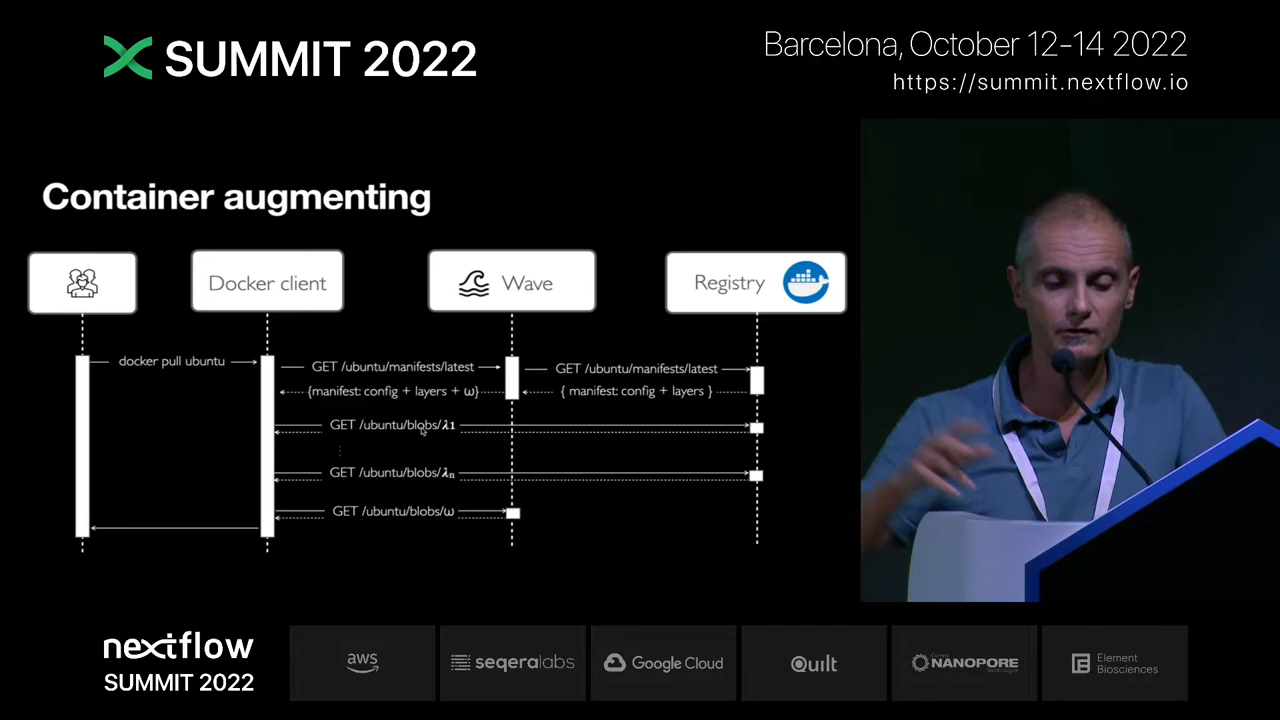 SUMMIT 2022
Barcelona, October 12-14 2022
https://summit.nextflow.io
Container augmenting
Docker client
Wave
Registry
docker pull ubuntu
GET /ubuntu/manifests/latest
GET /ubuntu/manifests/latest
{manifest: config + layers + ω}
{ manifest: config + layers }
GET /ubuntu/blobs/λ1
GET /ubuntu/blobs/λn
GET /ubuntu/blobs/ω
nextflow
SUMMIT 2022
aws
seqeralabs
Google Cloud
Quilt
NANOPORE
Element
Biosciences